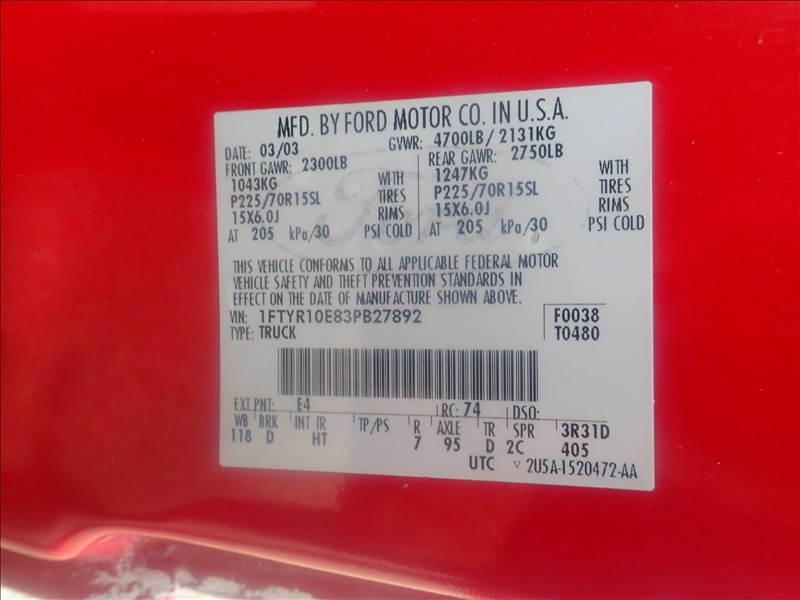 MFD. BY FORD MOTOR CO. IN U.S.A.
DATE: 03/03 GVWR: 4700LB/ 2131KG
FRONT GAWR: 2300LB REAR GAWR: 2750LB
1043KG WITH 1247KG WITH
P225/70R15SL TIRES P225/70R15SL TIRES
15X6.0J RIMS 15X6.0J RIMS
AT 205 kPa/30 PSI COLD AT 205 kPa/30 PSI COLD
THIS VEHICLE CONFORMS TO ALL APPLICABLE FEDERAL MOTOR
VEHICLE SAFETY AND THEFT PREVENTION STANDARDS IN
EFFECT ON THE DATE OF MANUFACTURE SHOWN ABOVE.
VIN: 1FTYR10E83PB27892 F0038
TYPE: TRUCK T0480
EXT PNT: E4 RC: 74 DSO:
WB BRK INT TR TP/PS R AXLE TR SPR 3R31D
118 D HT 7 95 D 2C 405
UTC ▽ 2U5A-1520472-AA